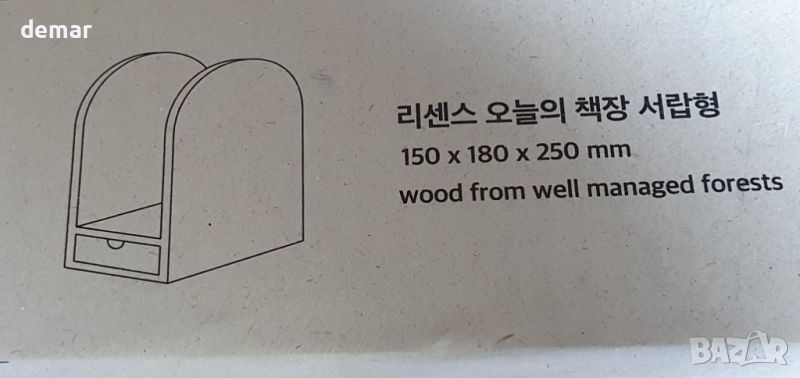 demar
리센스 오늘의 책장 서랍형
150 x 180 x 250 mm
wood from well managed forests
BAZAR